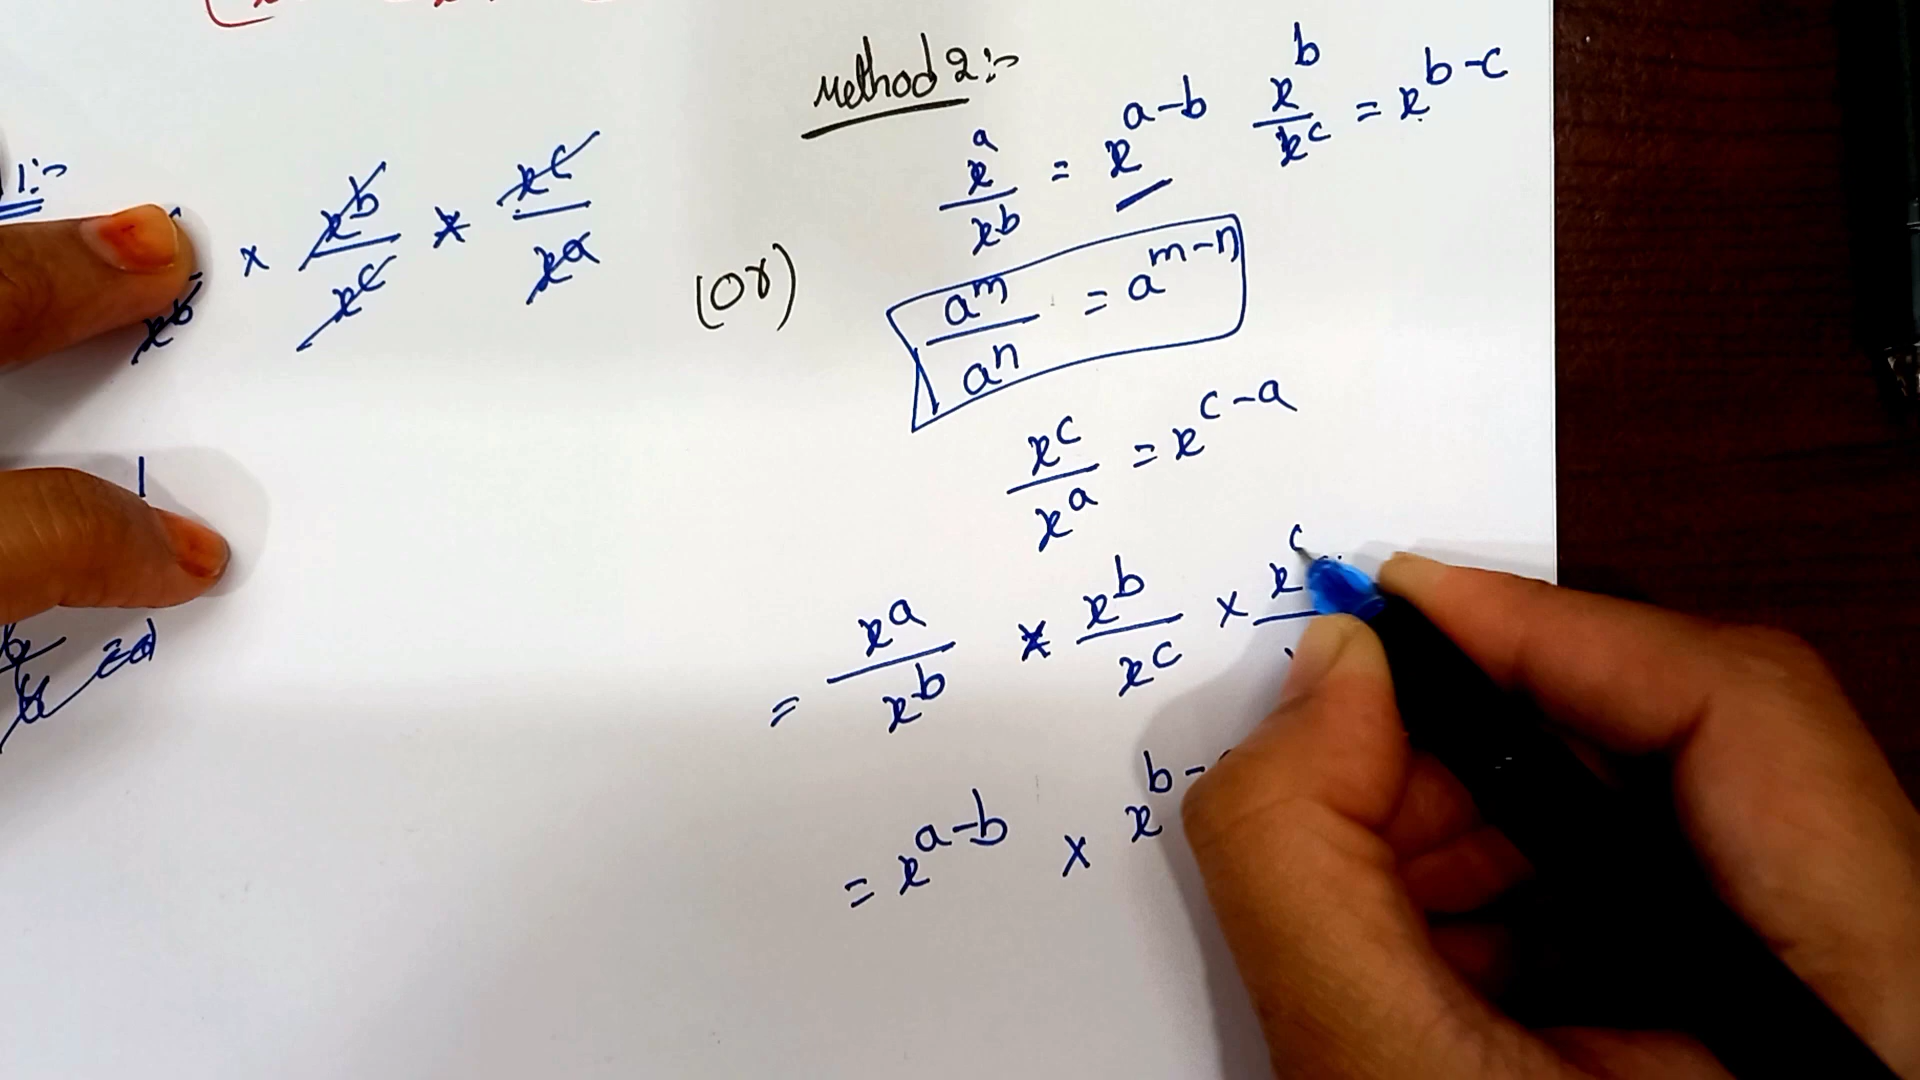 1:-
x^b × x^b/x^c × x^c/x^a
1
(Or)
Method 2:-
x^a/x^b = x^(a-b)   x^b/x^c = x^(b-c)
a^m/a^n = a^(m-n)
x^c/x^a = x^(c-a)
= x^a/x^b × x^b/x^c × x^c
= x^(a-b) × x^(b-